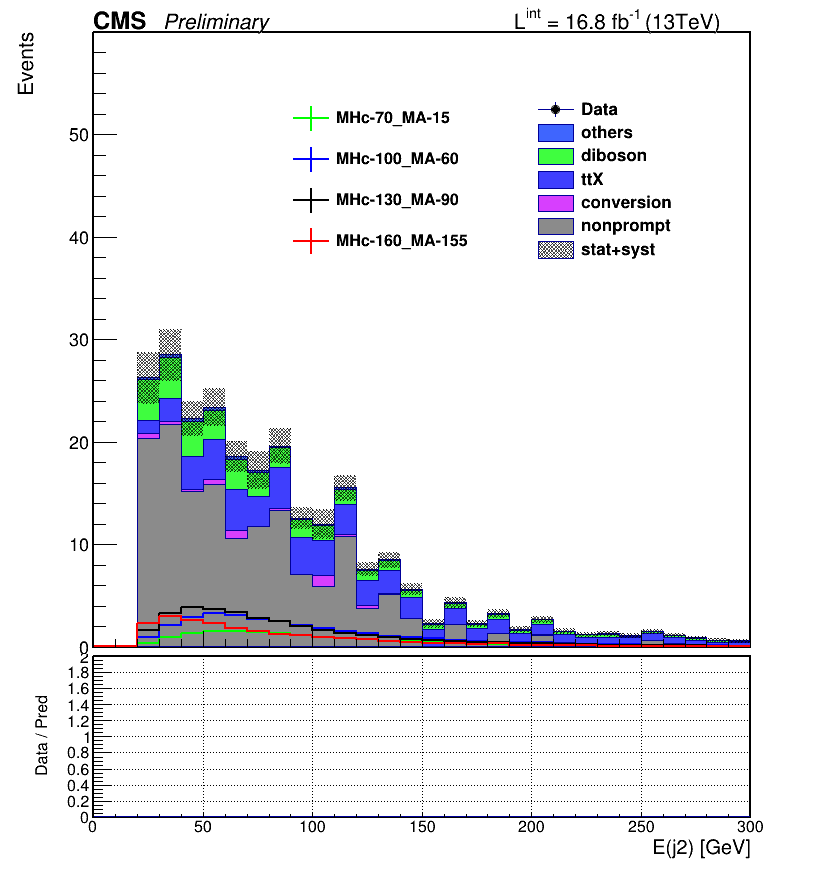 CMS Preliminary L^int = 16.8 fb^-1 (13TeV)
Events
MHc-70_MA-15
MHc-100_MA-60
MHc-130_MA-90
MHc-160_MA-155
Data
others
diboson
ttX
conversion
nonprompt
stat+syst
50
40
30
20
10
0
Data / Pred
2
1.8
1.6
1.4
1.2
1
0.8
0.6
0.4
0.2
0
0 50 100 150 200 250 300
E(j2) [GeV]